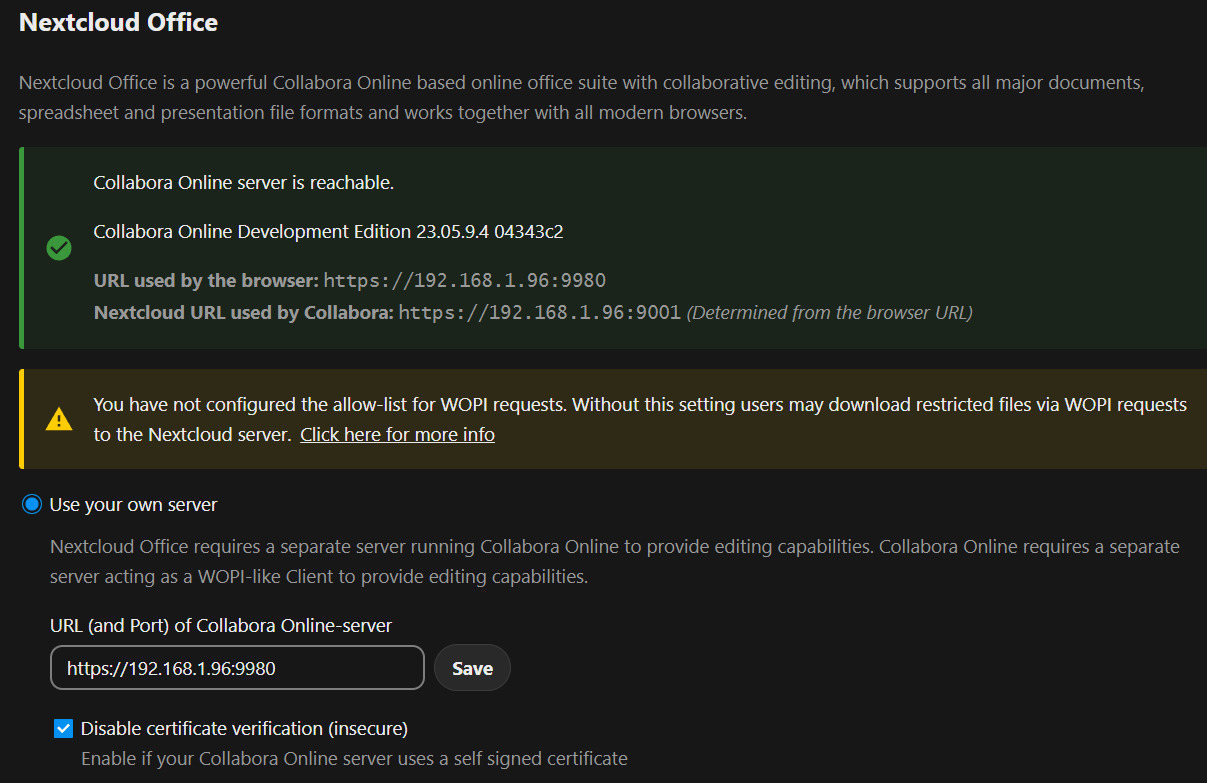 Nextcloud Office
Nextcloud Office is a powerful Collabora Online based online office suite with collaborative editing, which supports all major documents,
spreadsheet and presentation file formats and works together with all modern browsers.
Collabora Online server is reachable.
Collabora Online Development Edition 23.05.9.4 04343c2
URL used by the browser: https://192.168.1.96:9980
Nextcloud URL used by Collabora: https://192.168.1.96:9001 (Determined from the browser URL)
You have not configured the allow-list for WOPI requests. Without this setting users may download restricted files via WOPI requests
to the Nextcloud server. Click here for more info
Use your own server
Nextcloud Office requires a separate server running Collabora Online to provide editing capabilities. Collabora Online requires a separate
server acting as a WOPI-like Client to provide editing capabilities.
URL (and Port) of Collabora Online-server
https://192.168.1.96:9980 Save
Disable certificate verification (insecure)
Enable if your Collabora Online server uses a self signed certificate